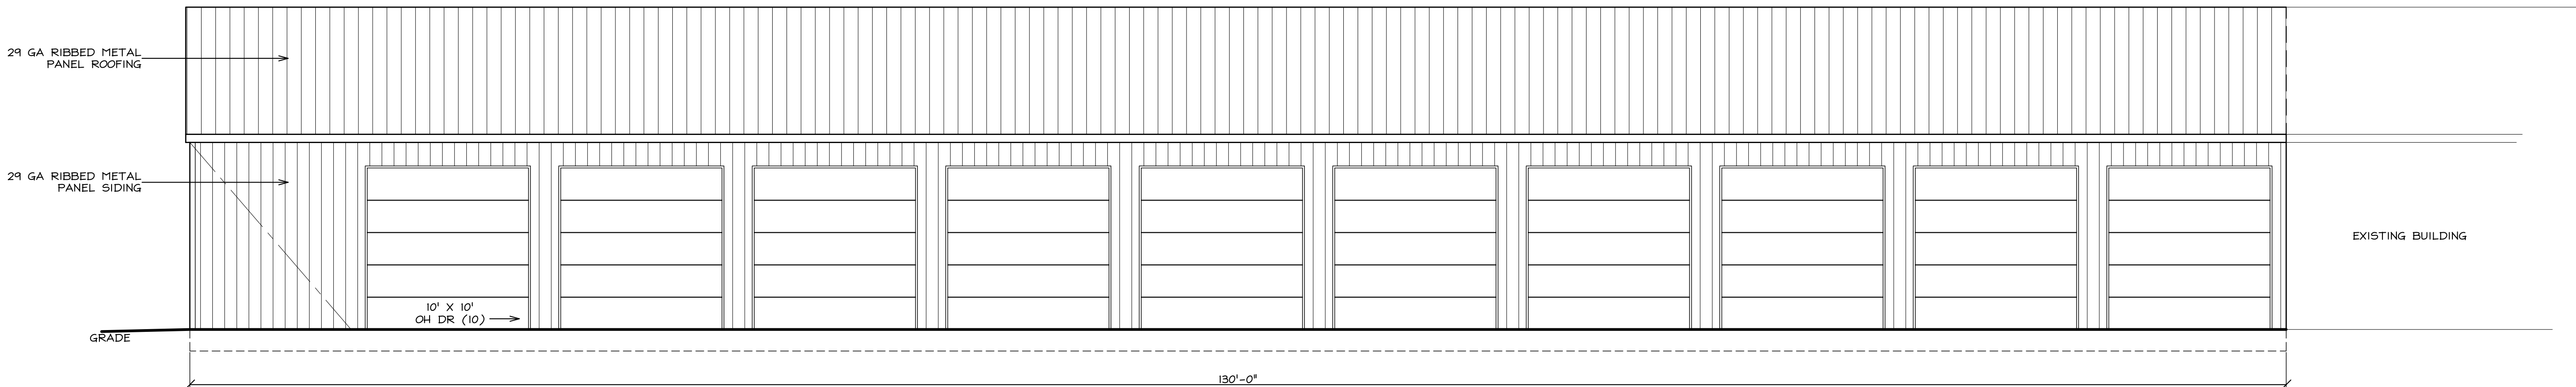 29 GA RIBBED METAL
PANEL ROOFING
29 GA RIBBED METAL
PANEL SIDING
EXISTING BUILDING
10' X 10'
OH DR (10)
GRADE
130'-0"